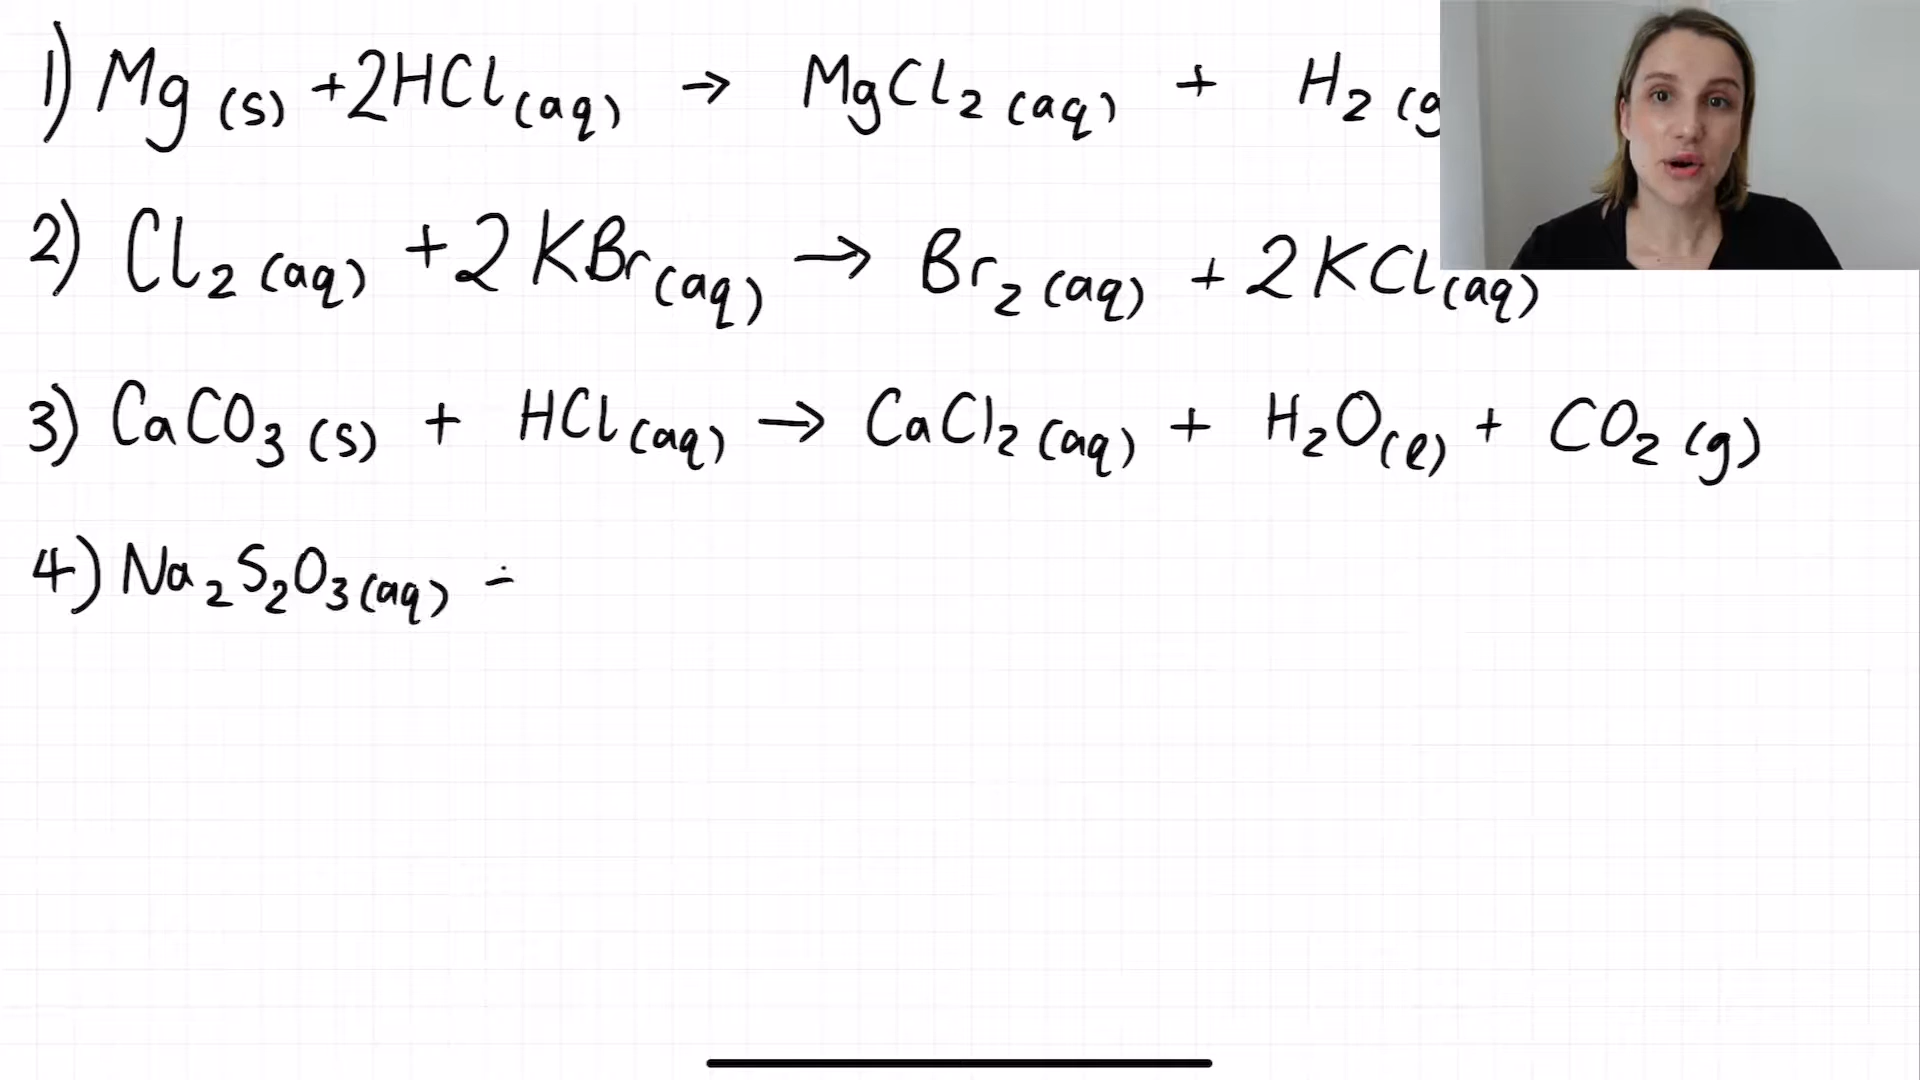 1) Mg (s) + 2HCl (aq) → MgCl₂ (aq) + H₂ (g
2) Cl₂ (aq) + 2KBr (aq) → Br₂ (aq) + 2KCl (aq)
3) CaCO₃ (s) + HCl (aq) → CaCl₂ (aq) + H₂O (l) + CO₂ (g)
4) Na₂S₂O₃ (aq)